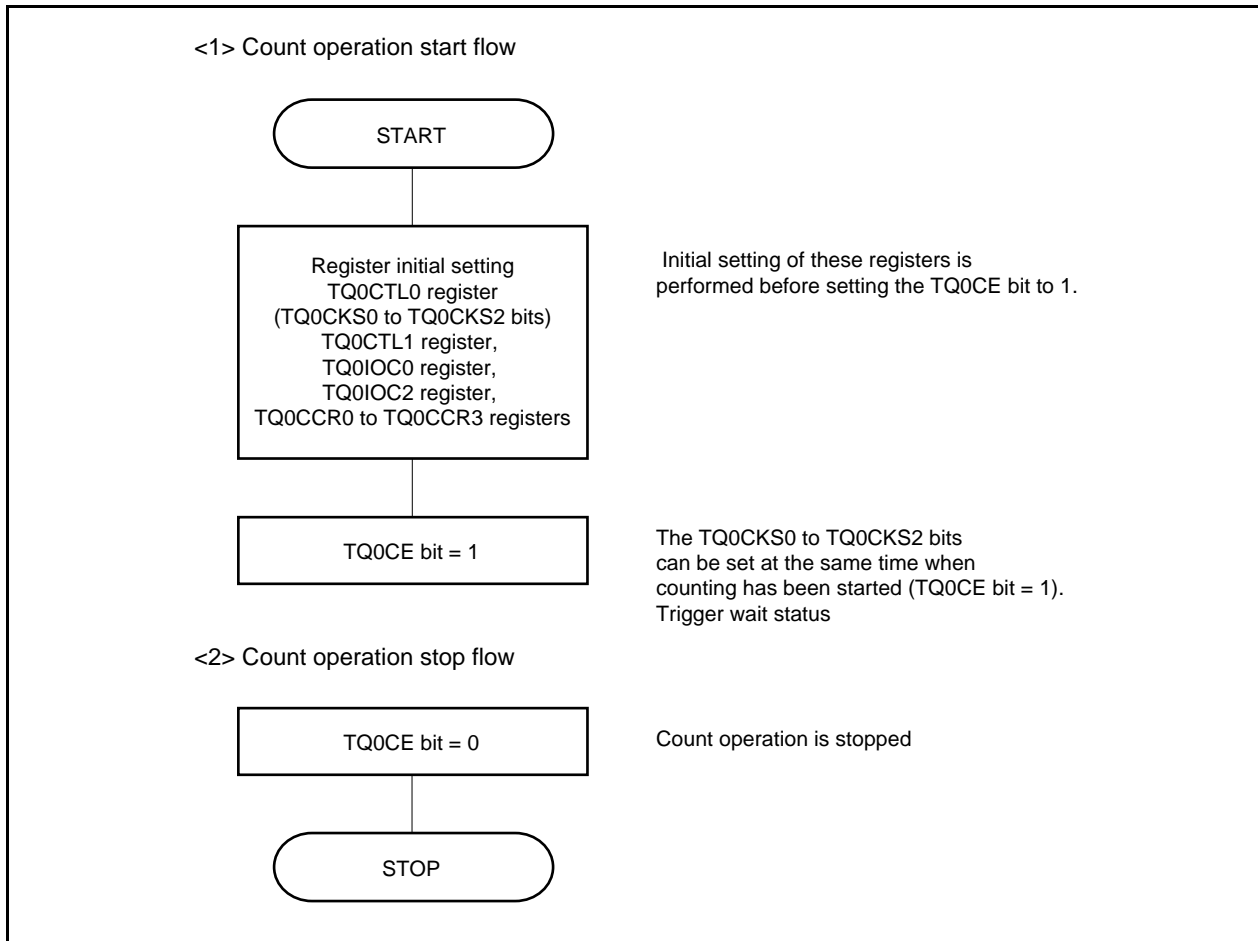 <1> Count operation start flow
START
Register initial setting
TQ0CTL0 register
(TQ0CKS0 to TQ0CKS2 bits)
TQ0CTL1 register,
TQ0IOC0 register,
TQ0IOC2 register,
TQ0CCR0 to TQ0CCR3 registers
Initial setting of these registers is
performed before setting the TQ0CE bit to 1.
TQ0CE bit = 1
The TQ0CKS0 to TQ0CKS2 bits
can be set at the same time when
counting has been started (TQ0CE bit = 1).
Trigger wait status
<2> Count operation stop flow
TQ0CE bit = 0
Count operation is stopped
STOP